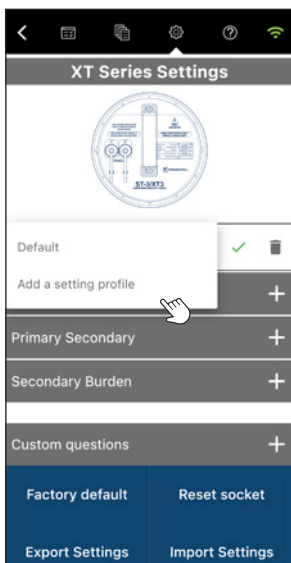 XT Series Settings
ST-3/XT3
Default
Add a setting profile
Primary Secondary
Secondary Burden
Custom questions
Factory default
Reset socket
Export Settings
Import Settings